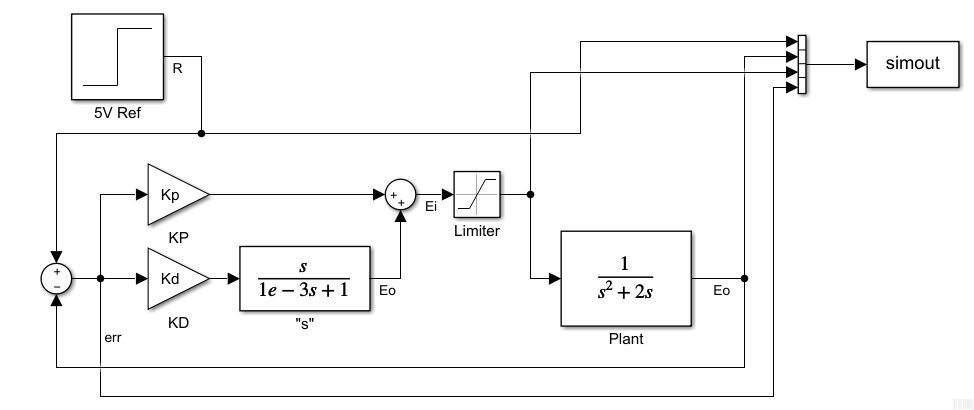 R
simout
5V Ref
Kp
+
+
Ei
Limiter
KP
1
s² + 2s
+
−
Kd
s
1e − 3s + 1
Eo
Eo
KD
"s"
Plant
err